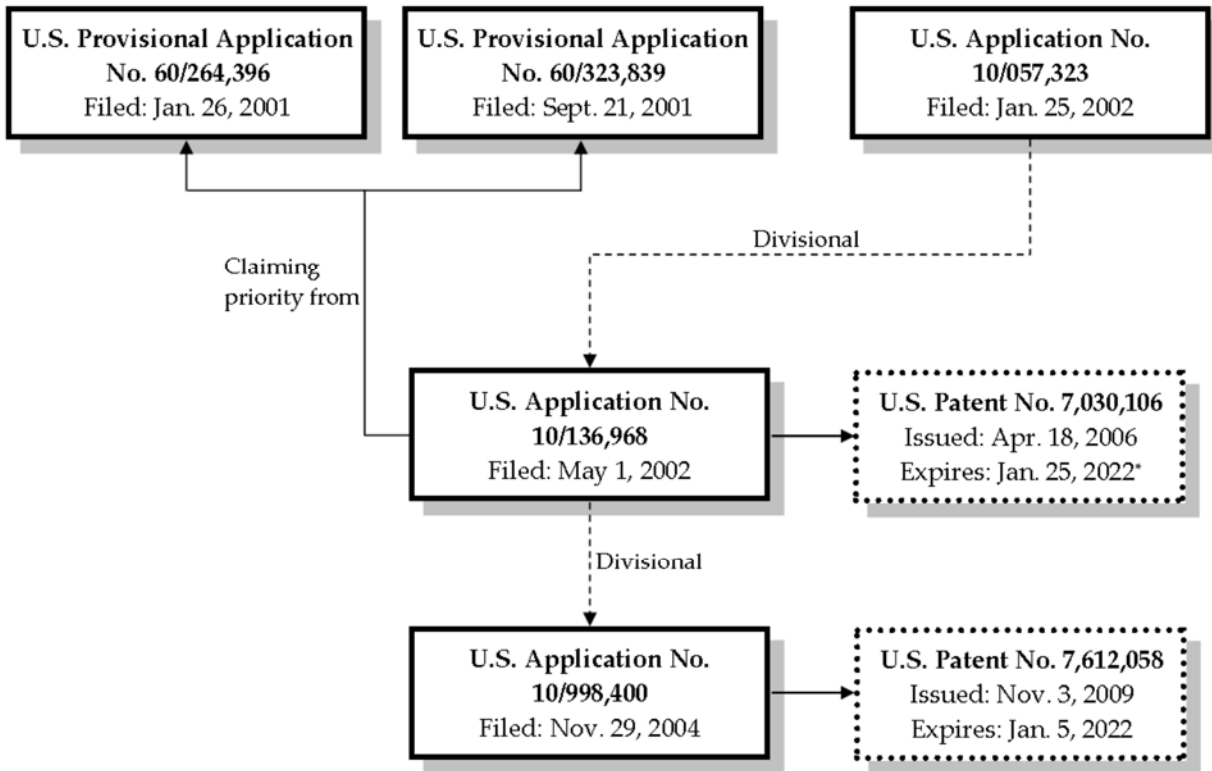 U.S. Provisional Application
No. 60/264,396
Filed: Jan. 26, 2001
U.S. Provisional Application
No. 60/323,839
Filed: Sept. 21, 2001
U.S. Application No.
10/057,323
Filed: Jan. 25, 2002
Divisional
Claiming
priority from
U.S. Application No.
10/136,968
Filed: May 1, 2002
U.S. Patent No. 7,030,106
Issued: Apr. 18, 2006
Expires: Jan. 25, 2022*
Divisional
U.S. Application No.
10/998,400
Filed: Nov. 29, 2004
U.S. Patent No. 7,612,058
Issued: Nov. 3, 2009
Expires: Jan. 5, 2022